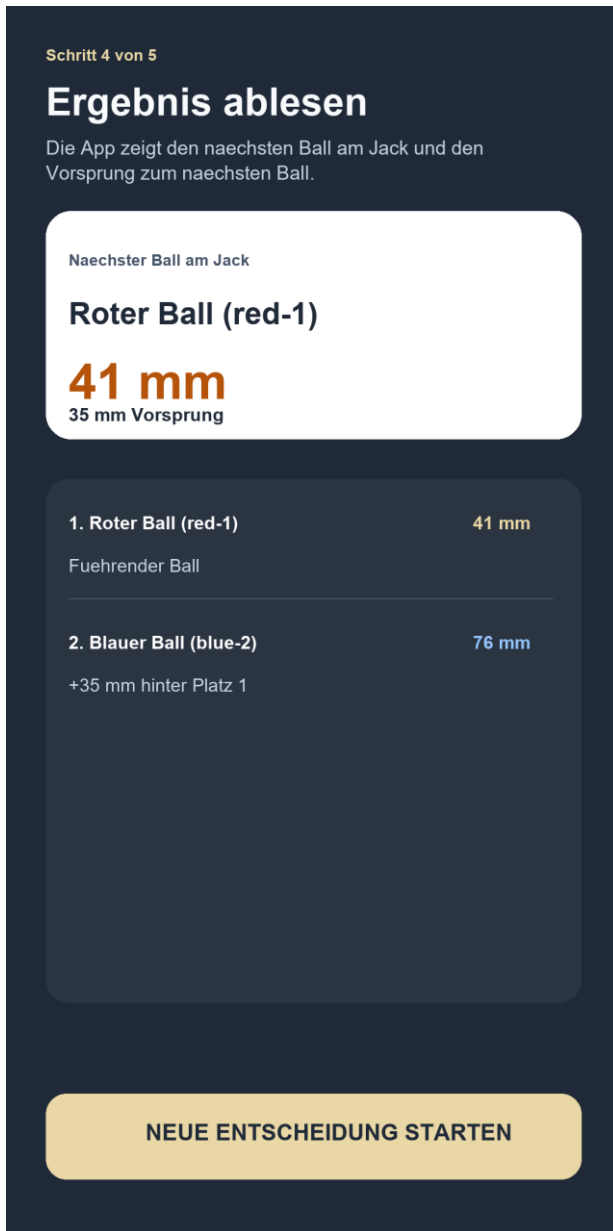 Schritt 4 von 5
Ergebnis ablesen
Die App zeigt den naechsten Ball am Jack und den
Vorsprung zum naechsten Ball.
Naechster Ball am Jack
Roter Ball (red-1)
41 mm
35 mm Vorsprung
1. Roter Ball (red-1) 41 mm
Fuehrender Ball
2. Blauer Ball (blue-2) 76 mm
+35 mm hinter Platz 1
NEUE ENTSCHEIDUNG STARTEN